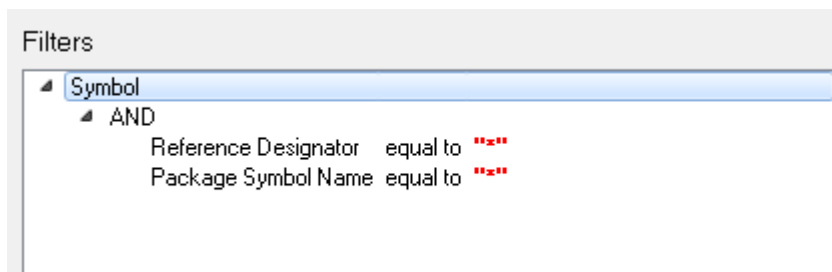 Filters
Symbol
AND
Reference Designator equal to "*"
Package Symbol Name equal to "*"